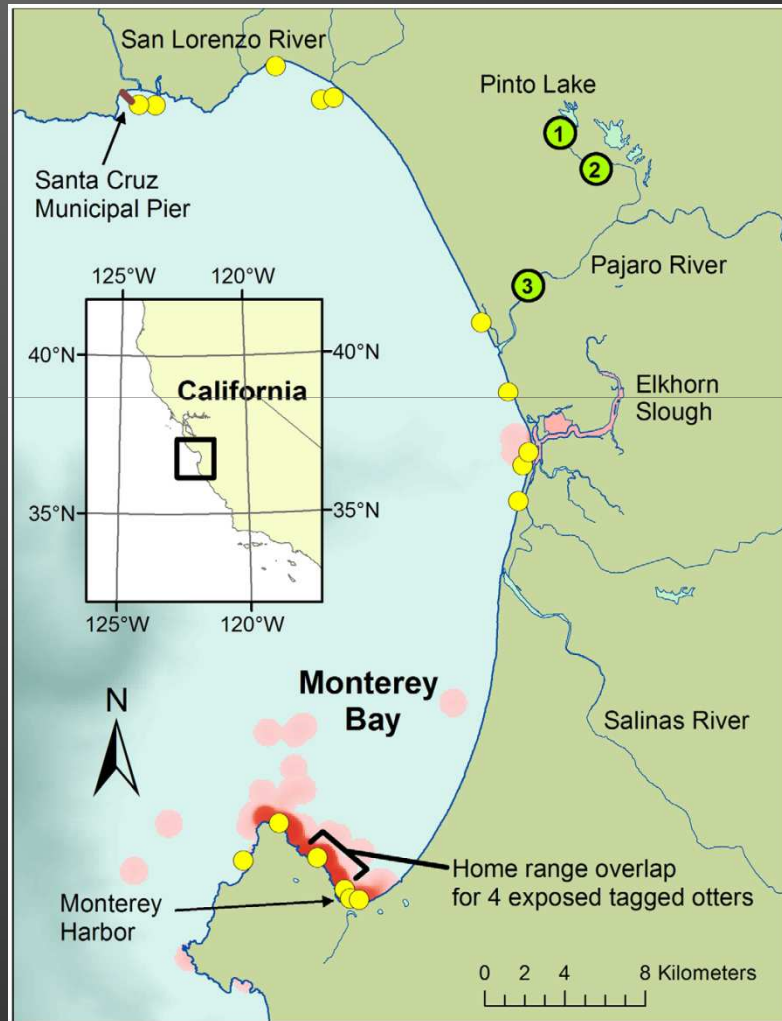 San Lorenzo River
Pinto Lake
1
2
Santa Cruz
Municipal Pier
125°W
120°W
3
Pajaro River
40°N
40°N
California
Elkhorn
Slough
35°N
35°N
125°W
120°W
N
Monterey
Bay
Salinas River
Home range overlap
for 4 exposed tagged otters
Monterey
Harbor
0 2 4 8 Kilometers